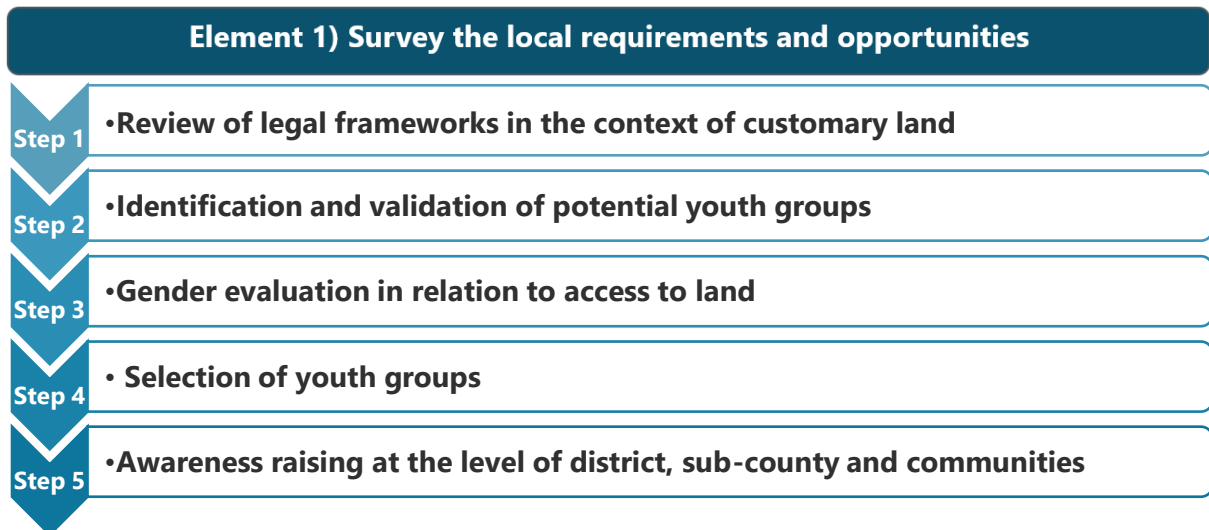 Element 1) Survey the local requirements and opportunities
Step 1
•Review of legal frameworks in the context of customary land
Step 2
•Identification and validation of potential youth groups
Step 3
•Gender evaluation in relation to access to land
Step 4
• Selection of youth groups
Step 5
•Awareness raising at the level of district, sub-county and communities